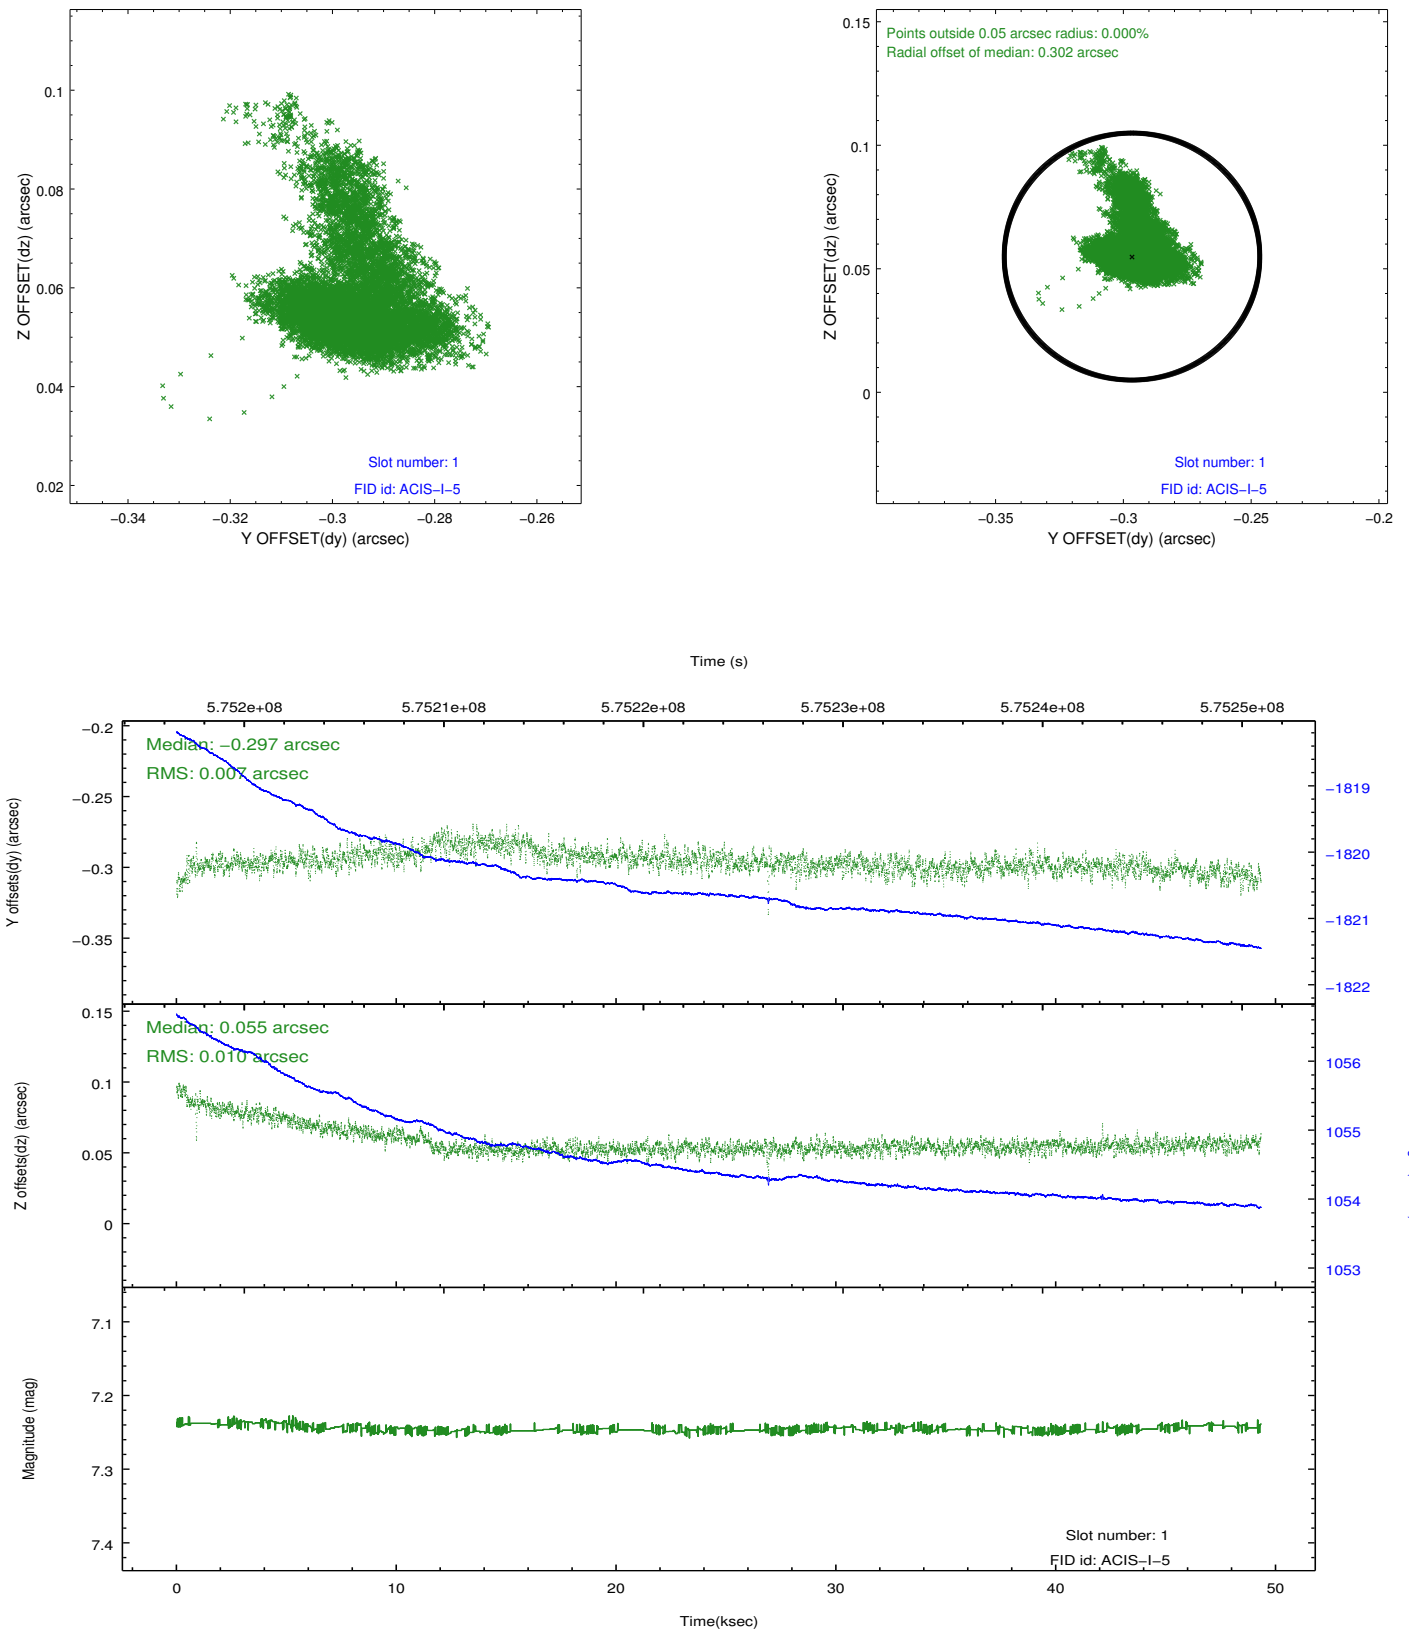 0.1
0.08
0.06
0.04
0.02
Z OFFSET(dz) (arcsec)
Slot number: 1
FID id: ACIS−I−5
−0.34 −0.32 −0.3 −0.28 −0.26
Y OFFSET(dy) (arcsec)
Points outside 0.05 arcsec radius: 0.000%
Radial offset of median: 0.302 arcsec
0.15
0.1
0.05
0
Z OFFSET(dz) (arcsec)
Slot number: 1
FID id: ACIS−I−5
−0.35 −0.3 −0.25 −0.2
Y OFFSET(dy) (arcsec)
Time (s)
5.752e+08 5.7521e+08 5.7522e+08 5.7523e+08 5.7524e+08 5.7525e+08
Median: −0.297 arcsec
RMS: 0.007 arcsec
−0.2
−0.25
−0.3
−0.35
Y offsets(dy) (arcsec)
−1819
−1820
−1821
−1822
Median: 0.055 arcsec
RMS: 0.010 arcsec
0.15
0.1
0.05
0
Z offsets(dz) (arcsec)
1056
1055
1054
1053
7.1
7.2
7.3
7.4
Magnitude (mag)
Slot number: 1
FID id: ACIS−I−5
0 10 20 30 40 50
Time(ksec)